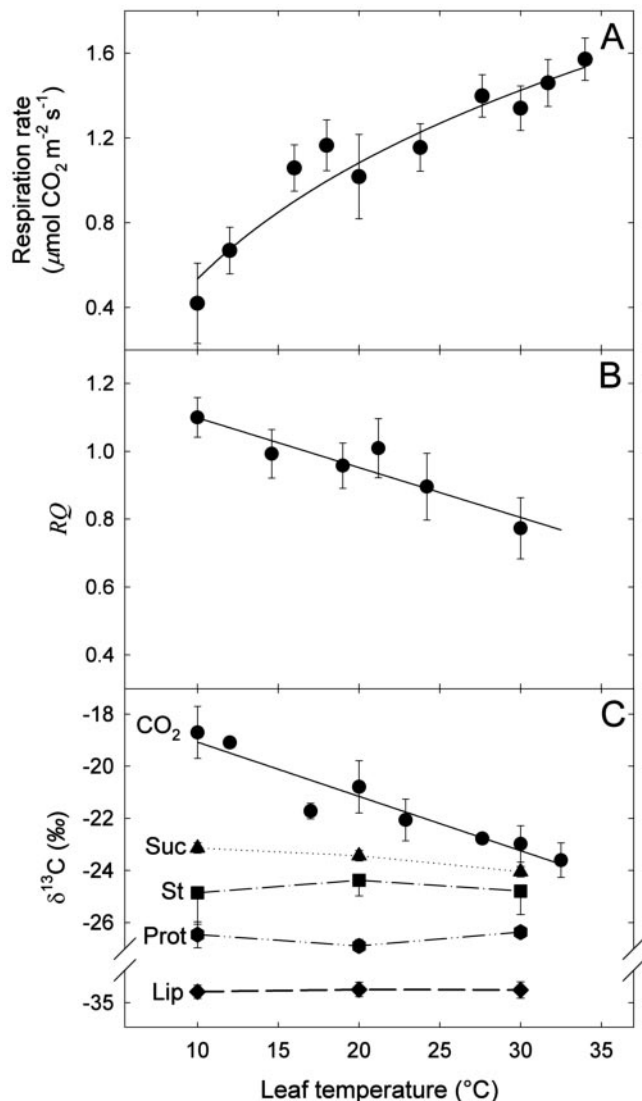 A
Respiration rate
(μmol CO₂ m⁻² s⁻¹)
1.6
1.2
0.8
0.4
B
RQ
1.2
1.0
0.8
0.6
0.4
C
δ¹³C (‰)
-18
-20
-22
-24
-26
-35
CO₂
Suc
St
Prot
Lip
10 15 20 25 30 35
Leaf temperature (°C)